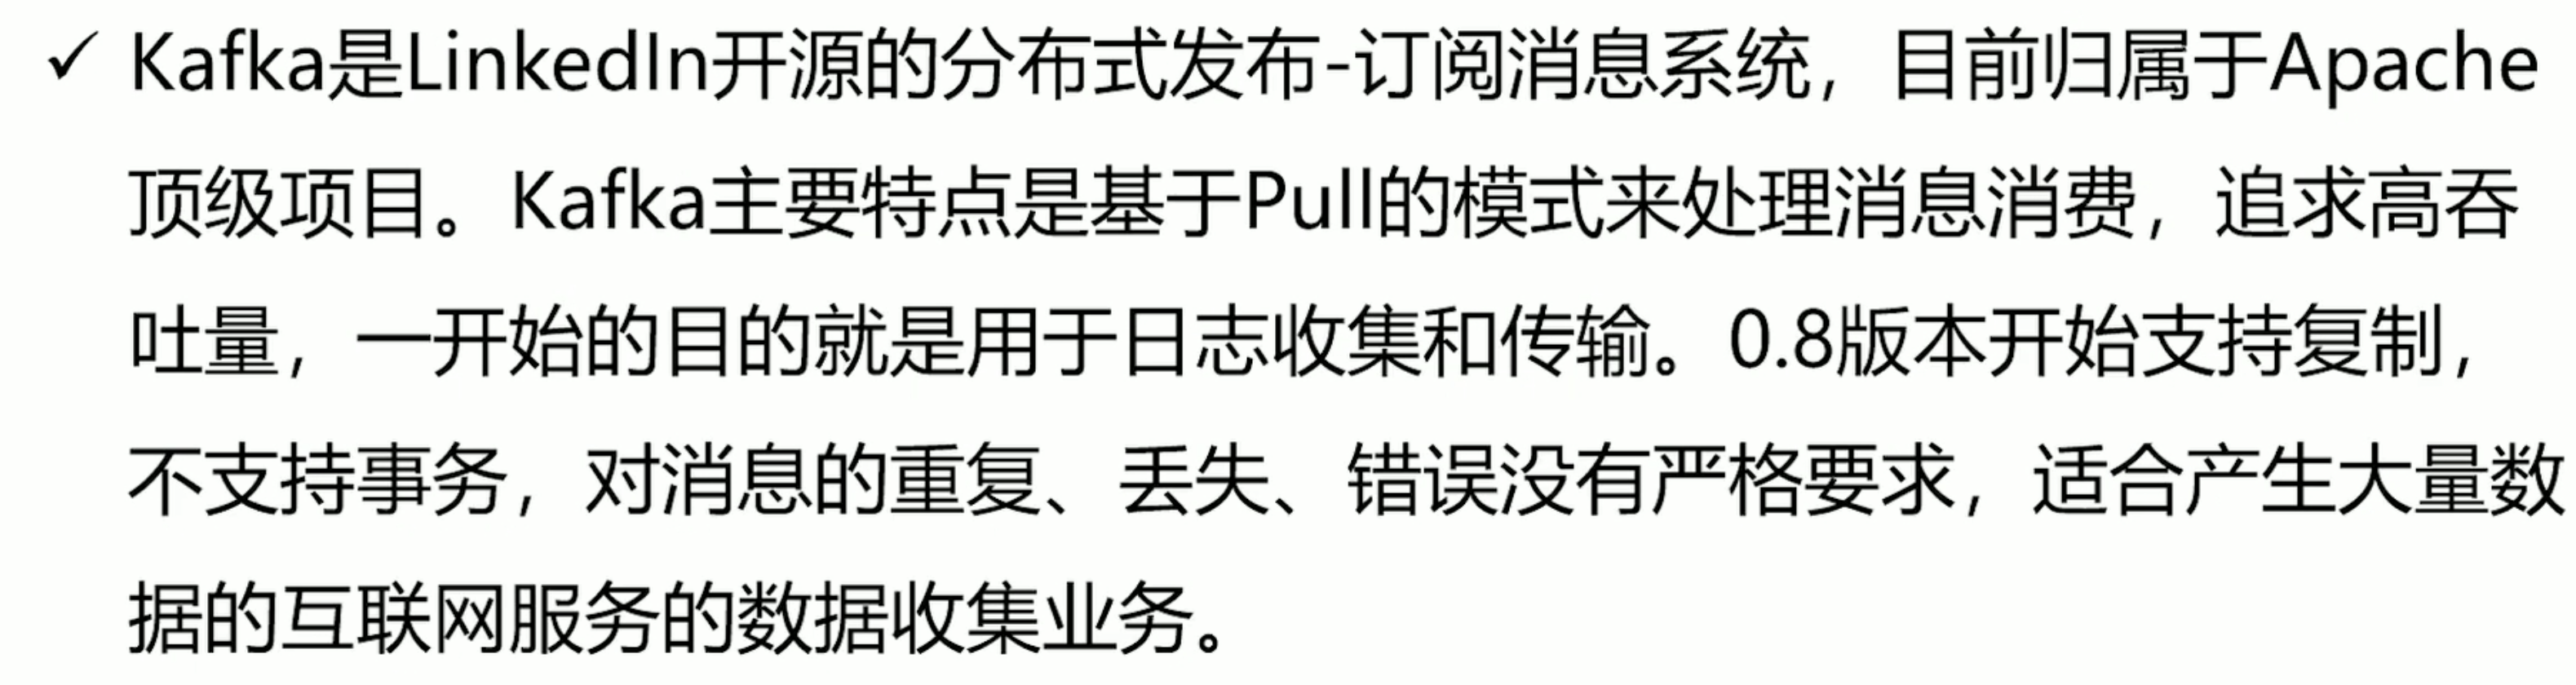 ✓ Kafka是LinkedIn开源的分布式发布-订阅消息系统，目前归属于Apache
顶级项目。Kafka主要特点是基于Pull的模式来处理消息消费，追求高吞
吐量，一开始的目的就是用于日志收集和传输。0.8版本开始支持复制，
不支持事务，对消息的重复、丢失、错误没有严格要求，适合产生大量数
据的互联网服务的数据收集业务。